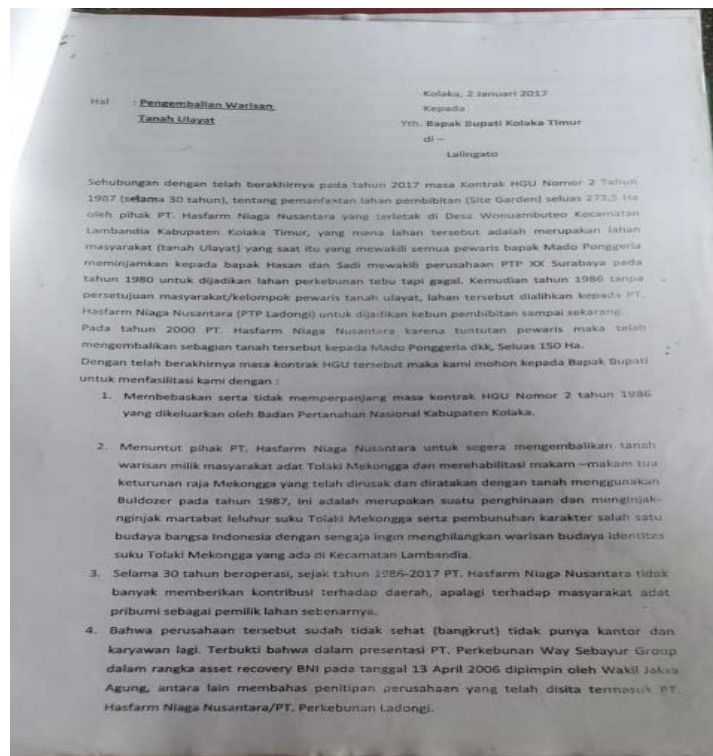 Kolaka, 2 Januari 2017
Hal : Pengembalian Warisan Kepada
Tanah Ulayat Yth. Bapak Bupati Kolaka Timur
di –
Lalingato
Sehubungan dengan telah berakhirnya pada tahun 2017 masa Kontrak HGU Nomor 2 Tahun
1987 (selama 30 tahun), tentang pemanfaxtan lahan pembibitan (Site Garden) seluas 273,5 Ha
oleh pihak PT. Hasfarm Niaga Nusantara yang terletak di Desa Wonuambuteo Kecamatan
Lambandia Kabupaten Kolaka Timur, yang mana lahan tersebut adalah merupakan lahan
masyarakat (tanah Ulayat) yang saat itu yang mewakili semua pewaris bapak Mado Ponggeria
meminjamkan kepada bapak Hasan dan Sadi mewakili perusahaan PTP XX Surabaya pada
tahun 1980 untuk dijadikan lahan perkebunan tebu tapi gagal. Kemudian tahun 1986 tanpa
persetujuan masyarakat/kelompok pewaris tanah ulayat, lahan tersebut dialihkan kepada PT.
Hasfarm Niaga Nusantara (PTP Ladongi) untuk dijadikan kebun pembibitan sampai sekarang.
Pada tahun 2000 PT. Hasfarm Niaga Nusantara karena tuntutan pewaris maka telah
mengembalikan sebagian tanah tersebut kepada Mado Ponggeria dkk, Seluas 150 Ha.
Dengan telah berakhirnya masa kontrak HGU tersebut maka kami mohon kepada Bapak Bupati
untuk menfasilitasi kami dengan :
1. Membebaskan serta tidak memperpanjang masa kontrak HGU Nomor 2 tahun 1986
yang dikeluarkan oleh Badan Pertanahan Nasional Kabupaten Kolaka.
2. Menuntut pihak PT. Hasfarm Niaga Nusantara untuk segera mengembalikan tanah
warisan milik masyarakat adat Tolaki Mekongga dan merehabilitasi makam –makam tua
keturunan raja Mekongga yang telah dirusak dan diratakan dengan tanah menggunakan
Buldozer pada tahun 1987, ini adalah merupakan suatu penghinaan dan menginjak-
nginjak martabat leluhur suku Tolaki Mekongga serta pembunuhan karakter salah satu
budaya bangsa Indonesia dengan sengaja ingin menghilangkan warisan budaya identites
suku Tolaki Mekongga yang ada di Kecamatan Lambandia.
3. Selama 30 tahun beroperasi, sejak tahun 1986-2017 PT. Hasfarm Niaga Nusantara tidak
banyak memberikan kontribusi terhadap daerah, apalagi terhadap masyarakat adat
pribumi sebagai pemilik lahan sebenarnya.
4. Bahwa perusahaan tersebut sudah tidak sehat (bangkrut) tidak punya kantor dan
karyawan lagi. Terbukti bahwa dalam presentasi PT. Perkebunan Way Sebayur Group
dalam rangka asset recovery BNI pada tanggal 13 April 2006 dipimpin oleh Wakil Jaksa
Agung, antara lain membahas penitipan perusahaan yang telah disita termasuk PT.
Hasfarm Niaga Nusantara/PT. Perkebunan Ladongi.